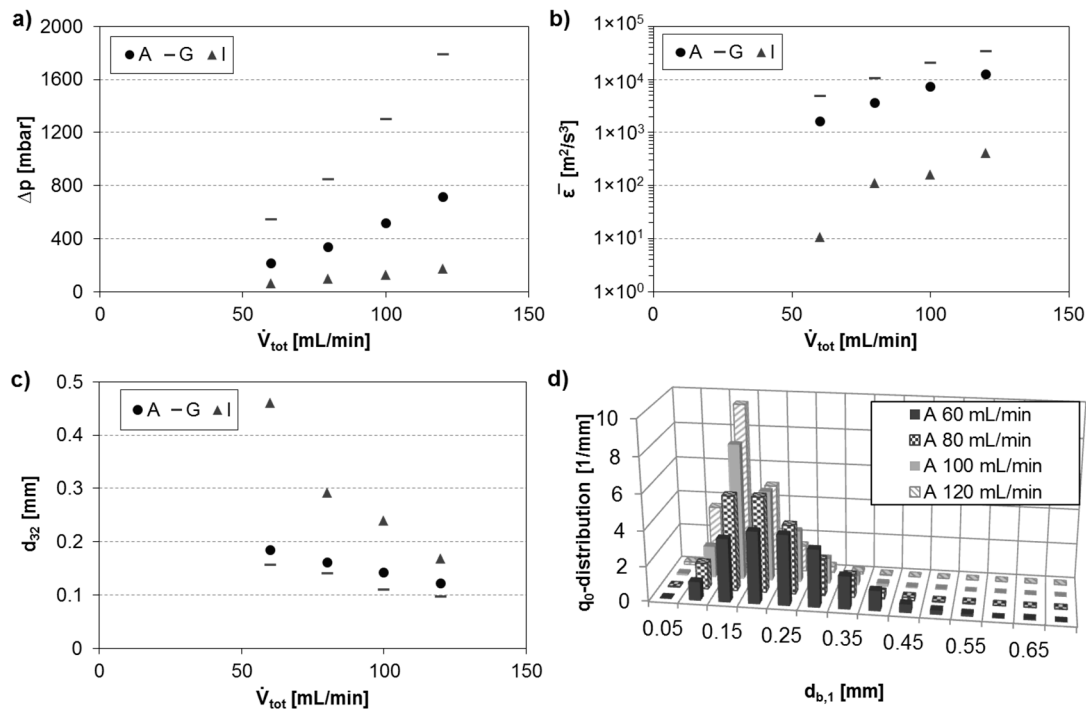 a)
2000
1600
1200
800
400
0
Δp [mbar]
A G I
0 50 100 150
V̇tot [mL/min]
b)
1×10⁵
1×10⁴
1×10³
1×10²
1×10¹
1×10⁰
ε̄ [m²/s³]
A G I
0 50 100 150
V̇tot [mL/min]
c)
0.5
0.4
0.3
0.2
0.1
0
d₃₂ [mm]
A G I
0 50 100 150
V̇tot [mL/min]
d)
10
8
6
4
2
0
q₀-distribution [1/mm]
A 60 mL/min
A 80 mL/min
A 100 mL/min
A 120 mL/min
0.05 0.15 0.25 0.35 0.45 0.55 0.65
db,1 [mm]